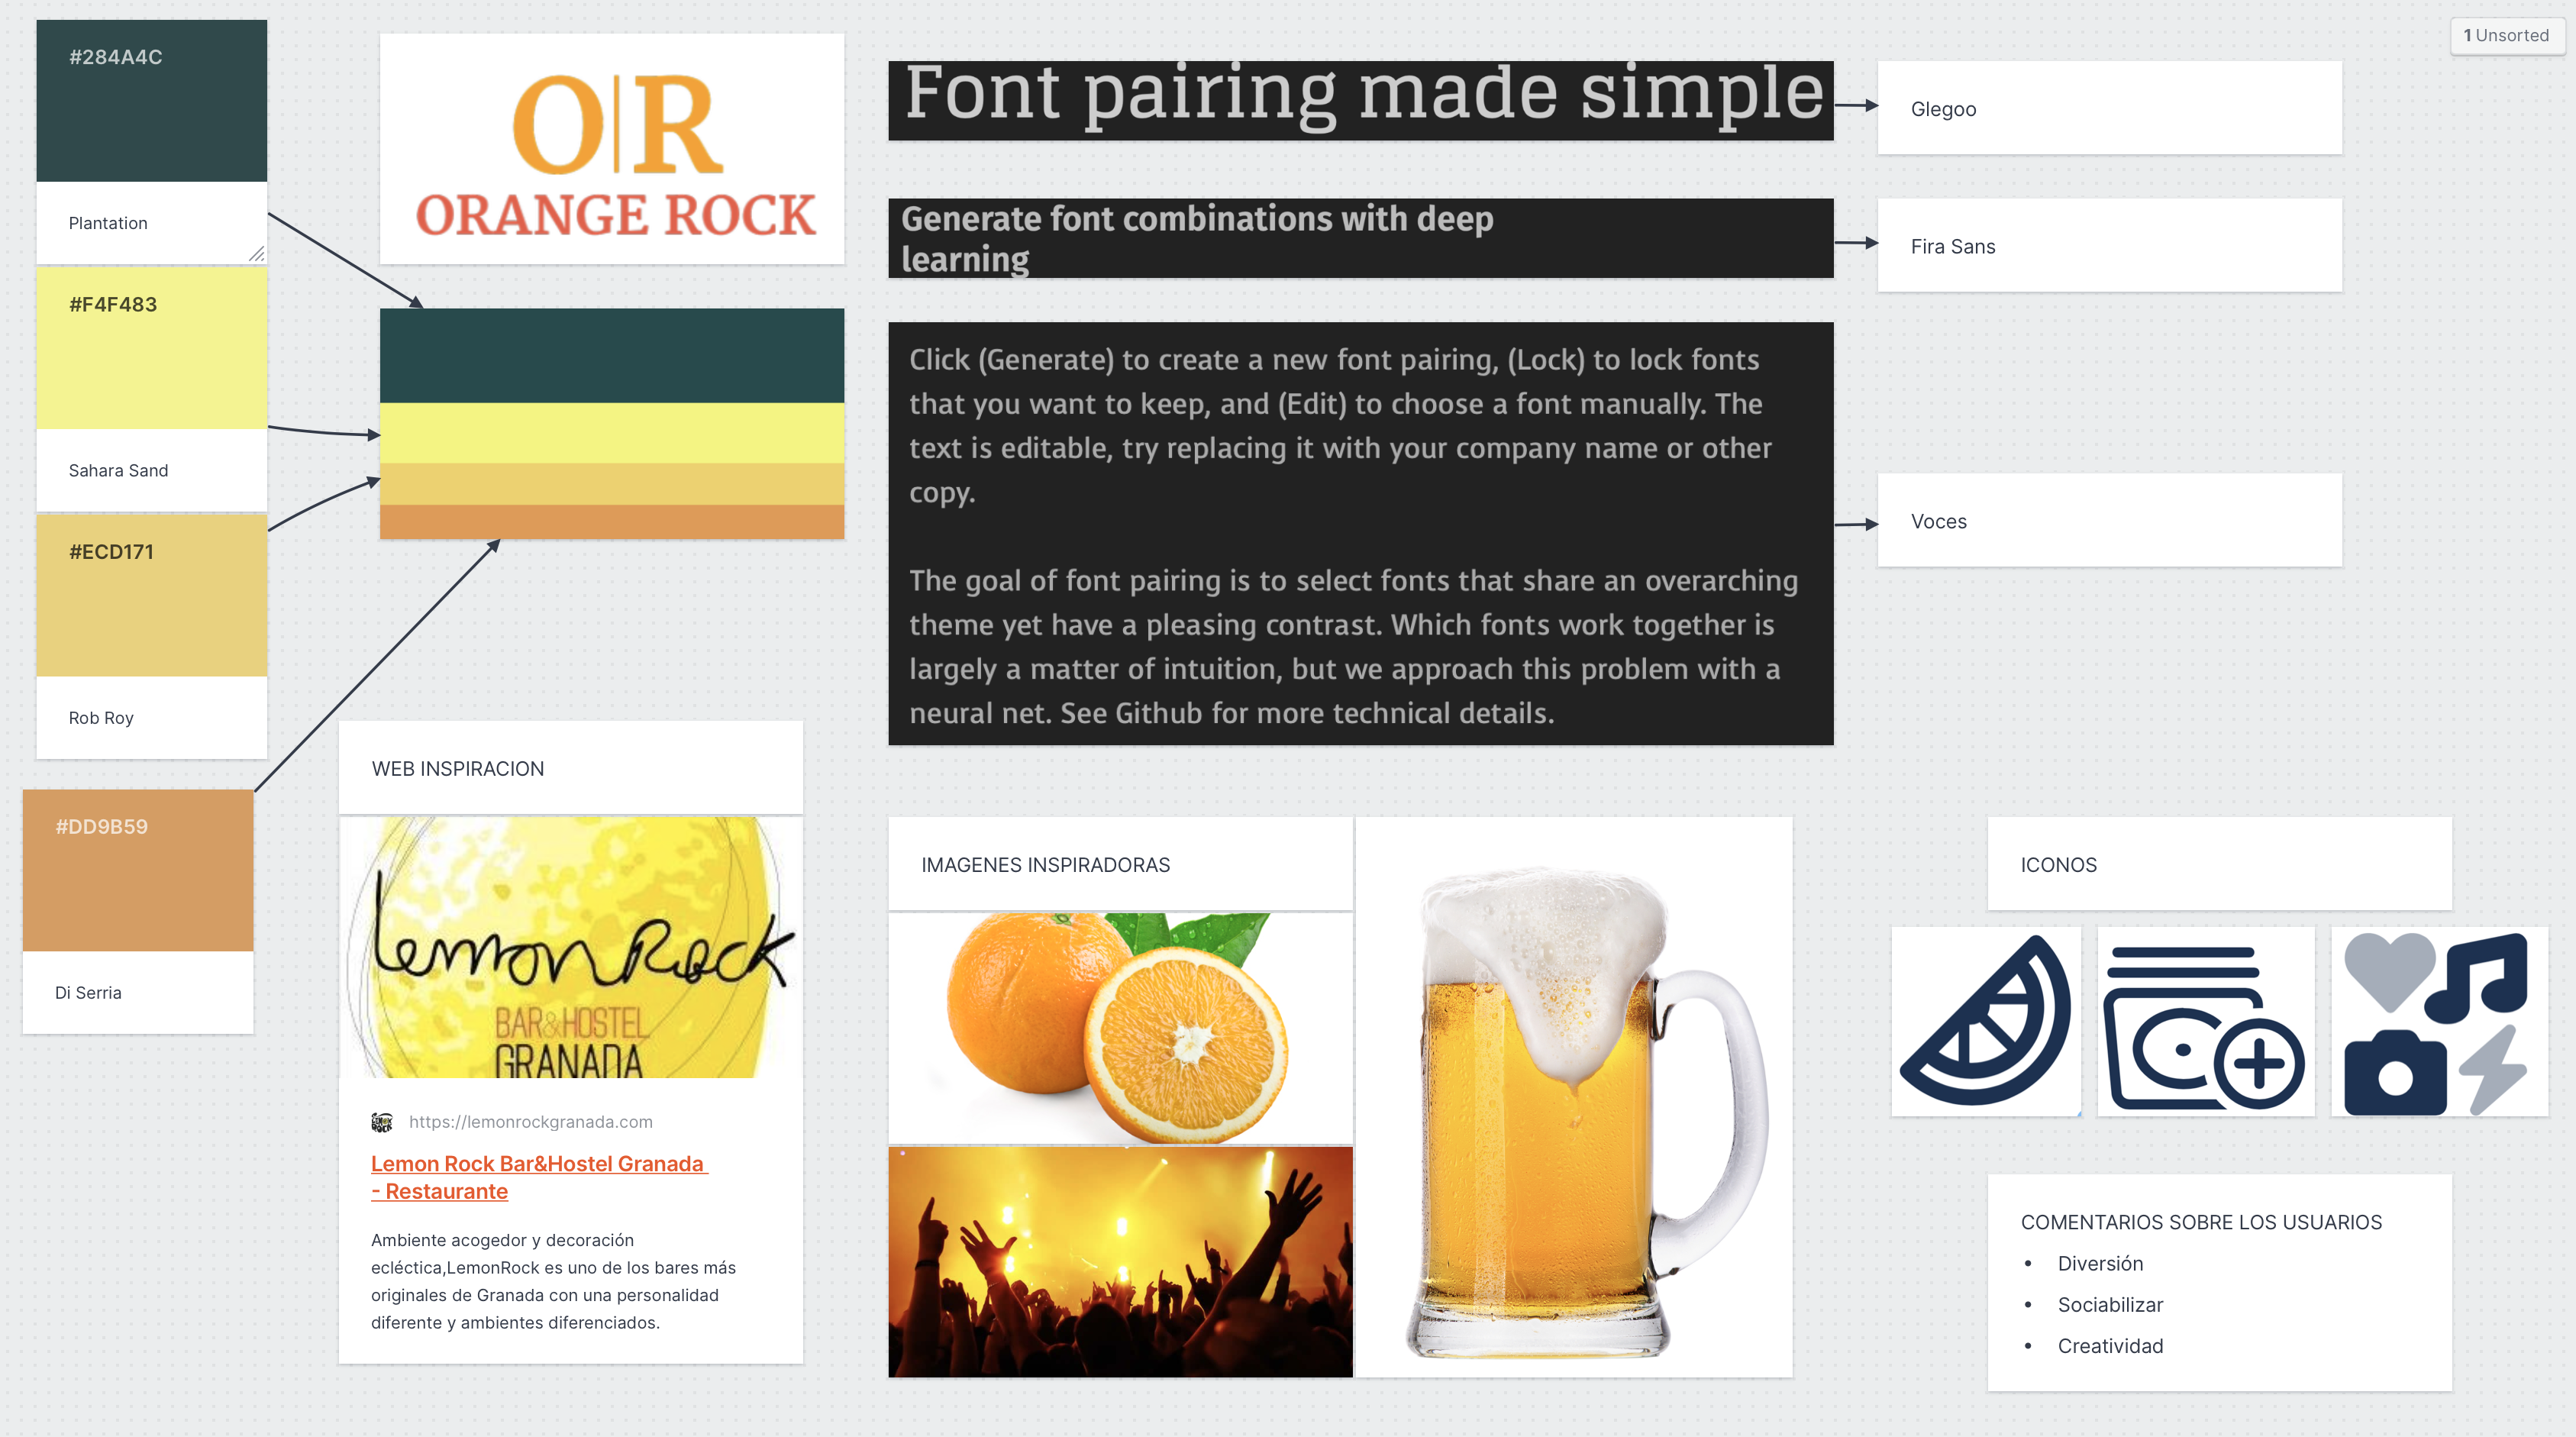 #284A4C
Plantation
#F4F483
Sahara Sand
#ECD171
Rob Roy
#DD9B59
Di Serria
O|R
ORANGE ROCK
WEB INSPIRACION
lemon Rock
BAR&HOSTEL
GRANADA
https://lemonrockgranada.com
Lemon Rock Bar&Hostel Granada
- Restaurante
Ambiente acogedor y decoración
ecléctica,LemonRock es uno de los bares más
originales de Granada con una personalidad
diferente y ambientes diferenciados.
Font pairing made simple
Glegoo
Generate font combinations with deep
learning
Fira Sans
Click (Generate) to create a new font pairing, (Lock) to lock fonts
that you want to keep, and (Edit) to choose a font manually. The
text is editable, try replacing it with your company name or other
copy.
The goal of font pairing is to select fonts that share an overarching
theme yet have a pleasing contrast. Which fonts work together is
largely a matter of intuition, but we approach this problem with a
neural net. See Github for more technical details.
Voces
IMAGENES INSPIRADORAS
ICONOS
COMENTARIOS SOBRE LOS USUARIOS
• Diversión
• Sociabilizar
• Creatividad
1 Unsorted